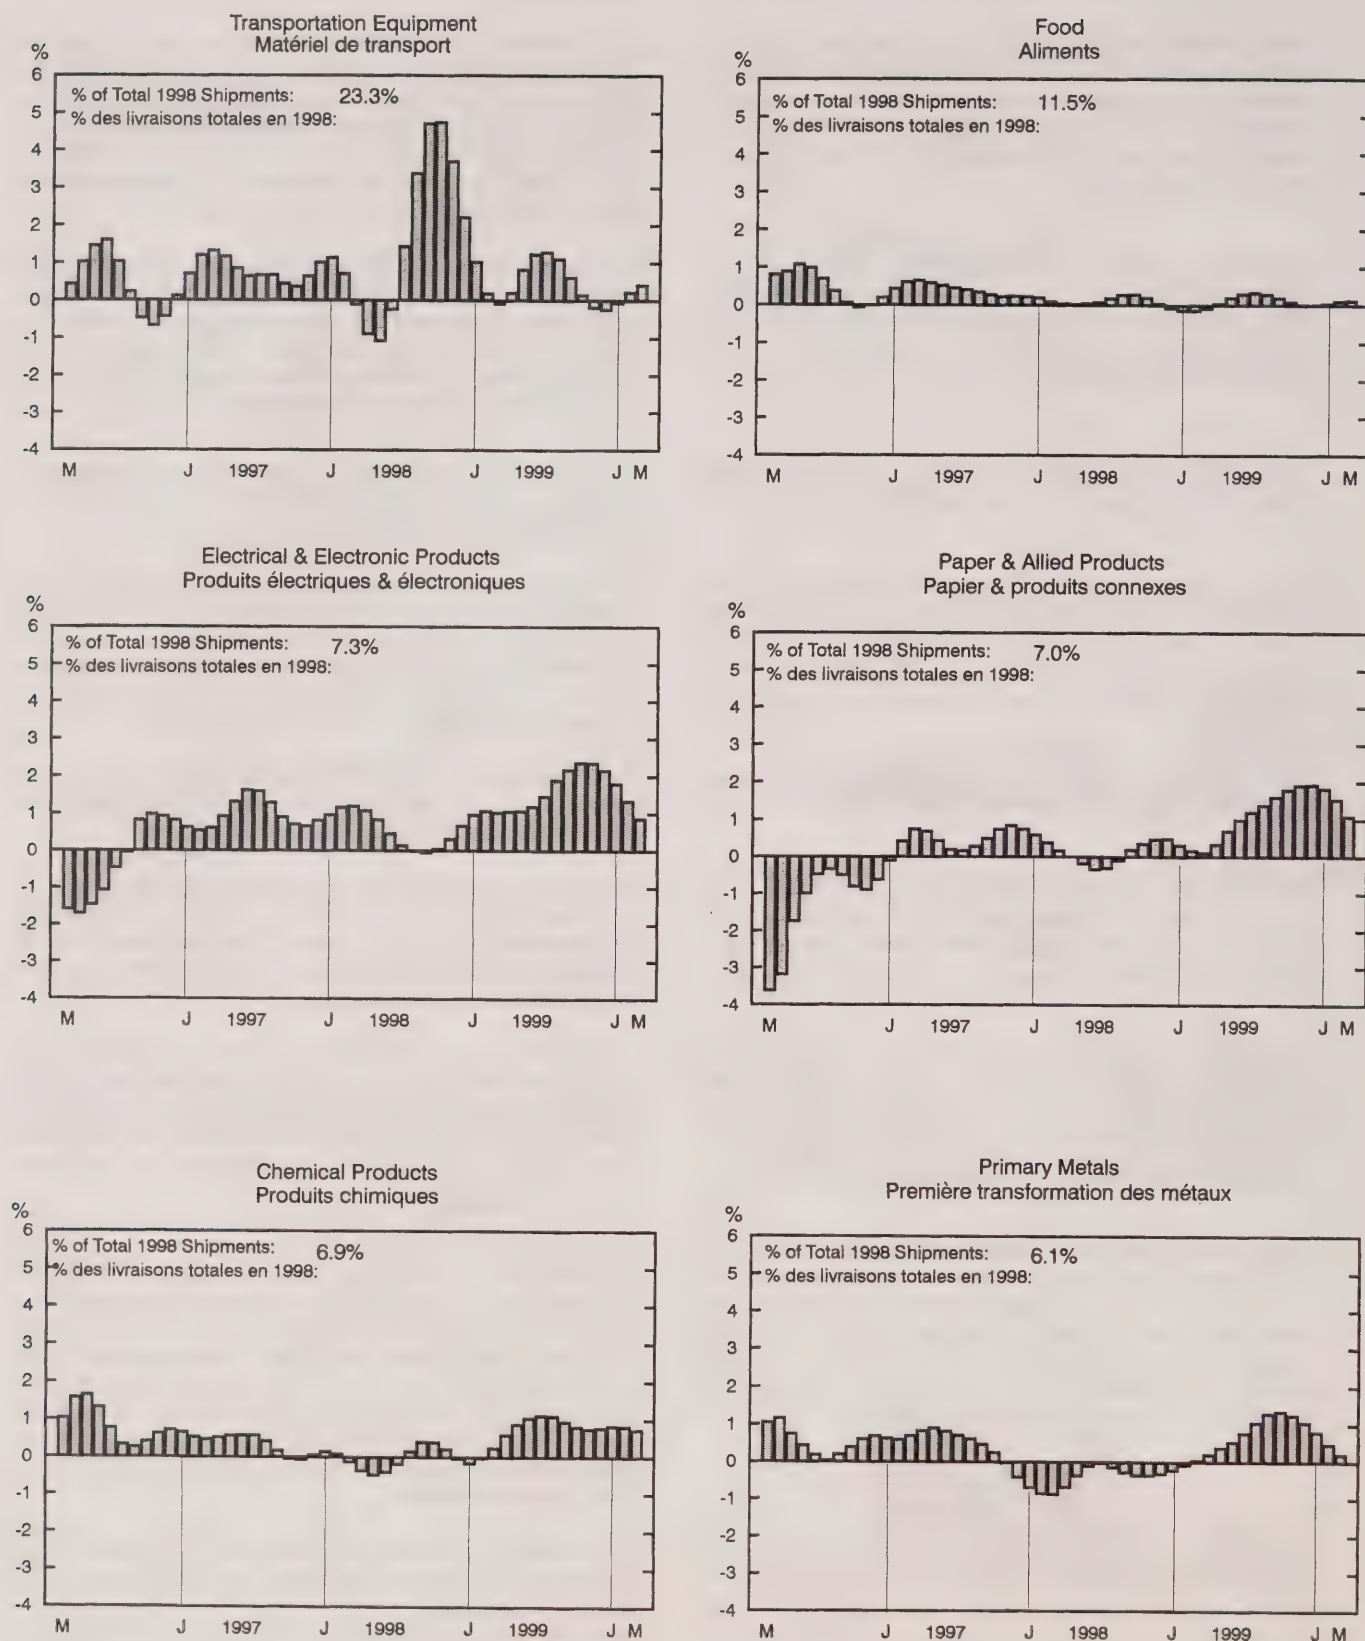 Transportation Equipment
Matériel de transport
%
% of Total 1998 Shipments: 23.3%
% des livraisons totales en 1998:
6
5
4
3
2
1
0
-1
-2
-3
-4
M J 1997 J 1998 J 1999 J M
Food
Aliments
%
% of Total 1998 Shipments: 11.5%
% des livraisons totales en 1998:
6
5
4
3
2
1
0
-1
-2
-3
-4
M J 1997 J 1998 J 1999 J M
Electrical & Electronic Products
Produits électriques & électroniques
%
% of Total 1998 Shipments: 7.3%
% des livraisons totales en 1998:
6
5
4
3
2
1
0
-1
-2
-3
-4
M J 1997 J 1998 J 1999 J M
Paper & Allied Products
Papier & produits connexes
%
% of Total 1998 Shipments: 7.0%
% des livraisons totales en 1998:
6
5
4
3
2
1
0
-1
-2
-3
-4
M J 1997 J 1998 J 1999 J M
Chemical Products
Produits chimiques
%
% of Total 1998 Shipments: 6.9%
% des livraisons totales en 1998:
6
5
4
3
2
1
0
-1
-2
-3
-4
M J 1997 J 1998 J 1999 J M
Primary Metals
Première transformation des métaux
%
% of Total 1998 Shipments: 6.1%
% des livraisons totales en 1998:
6
5
4
3
2
1
0
-1
-2
-3
-4
M J 1997 J 1998 J 1999 J M